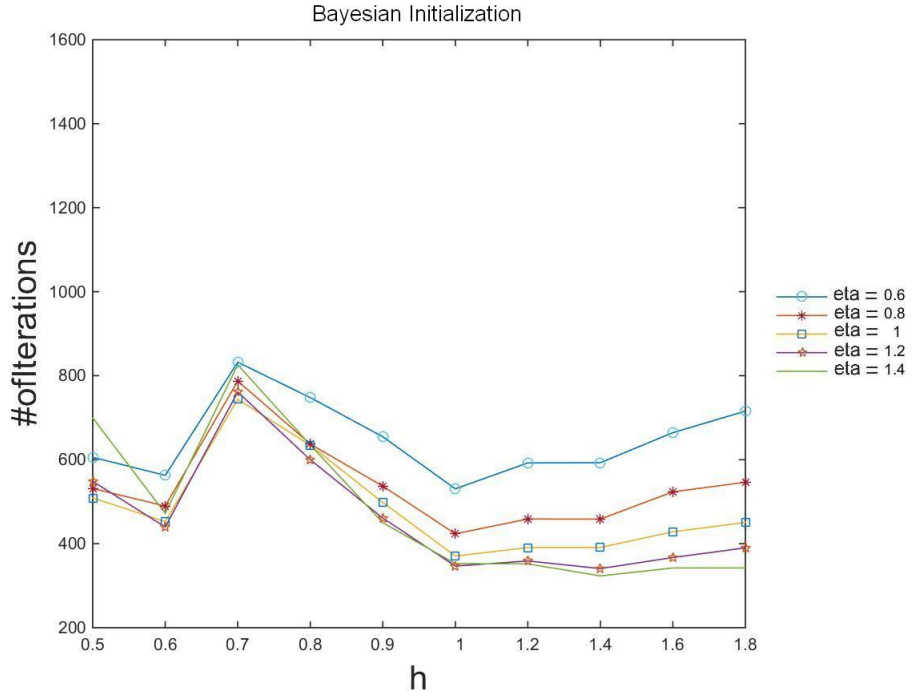 Bayesian Initialization
1600
1400
1200
1000
800
600
400
200
#ofIterations
0.5 0.6 0.7 0.8 0.9 1 1.2 1.4 1.6 1.8
h
eta = 0.6
eta = 0.8
eta = 1
eta = 1.2
eta = 1.4